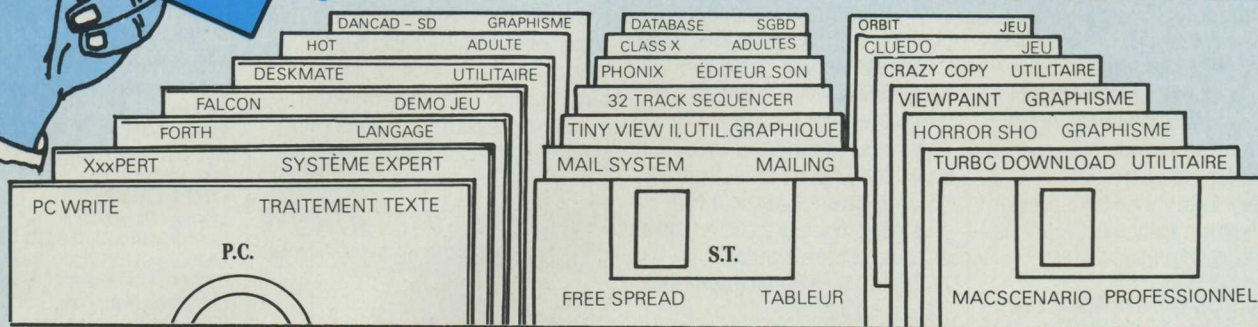 DANCAD - SD GRAPHISME
HOT ADULTE
DESKMATE UTILITAIRE
FALCON DEMO JEU
FORTH LANGAGE
XxxPERT SYSTÈME EXPERT
PC WRITE TRAITEMENT TEXTE
P.C.
DATABASE SGBD
CLASS X ADULTES
PHONIX ÉDITEUR SON
32 TRACK SEQUENCER
TINY VIEW II. UTIL.GRAPHIQUE
MAIL SYSTEM MAILING
S.T.
FREE SPREAD TABLEUR
ORBIT JEU
CLUEDO JEU
CRAZY COPY UTILITAIRE
VIEWPAINT GRAPHISME
HORROR SHO GRAPHISME
TURBC DOWNLOAD UTILITAIRE
MACSCENARIO PROFESSIONNEL